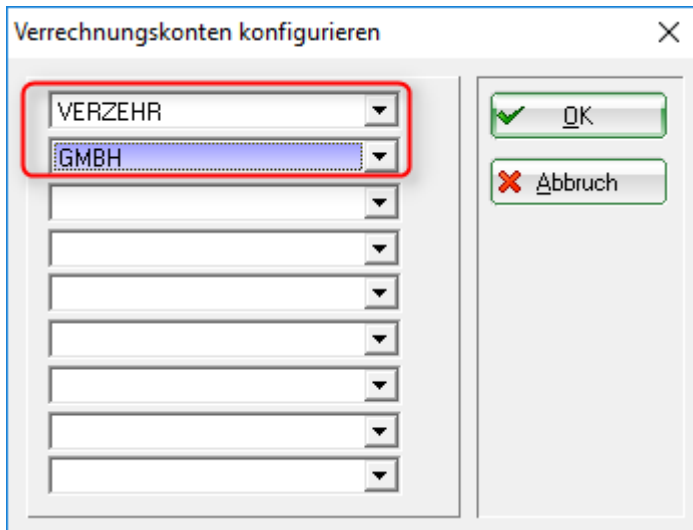 Verrechnungskonten konfigurieren
VERZEHR
GMBH
OK
Abbruch